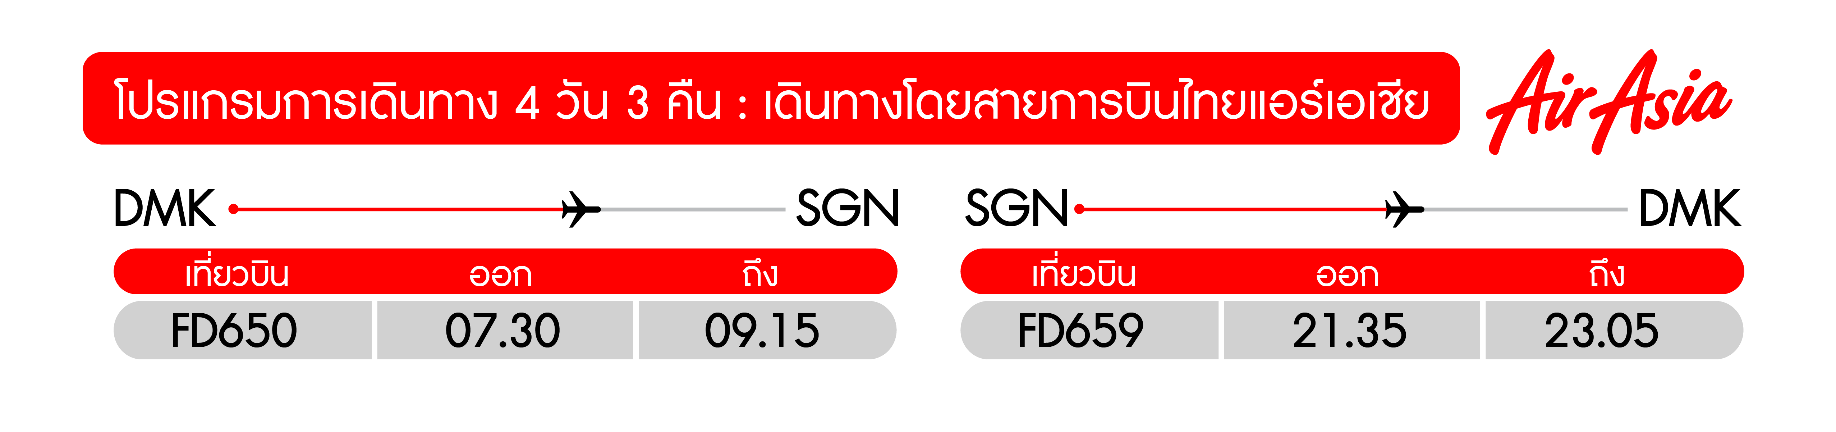 โปรแกรมการเดินทาง 4 วัน 3 คืน : เดินทางโดยสายการบินไทยแอร์เอเชีย AirAsia
DMK SGN SGN DMK
เที่ยวบิน ออก ถึง เที่ยวบิน ออก ถึง
FD650 07.30 09.15 FD659 21.35 23.05